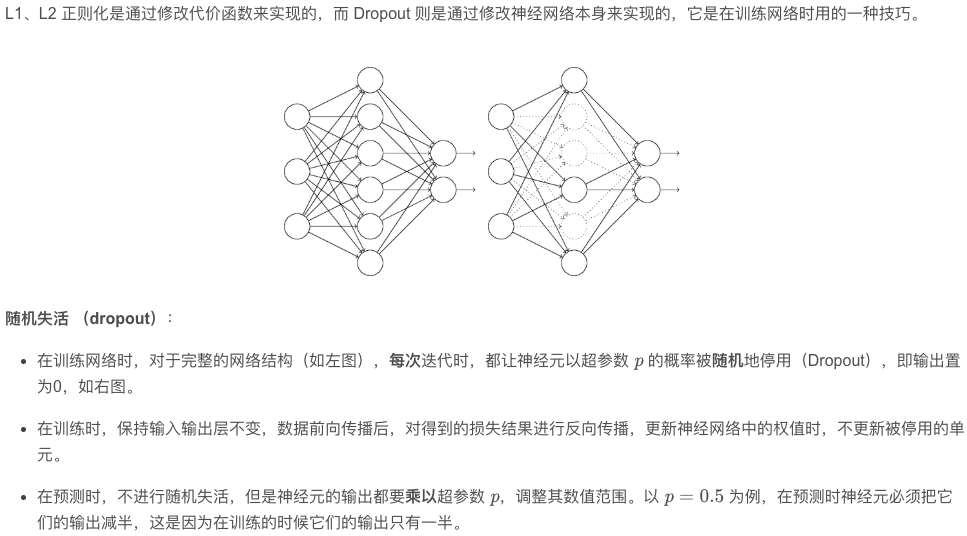 L1、L2 正则化是通过修改代价函数来实现的，而 Dropout 则是通过修改神经网络本身来实现的，它是在训练网络时用的一种技巧。
随机失活 （dropout）:
• 在训练网络时，对于完整的网络结构（如左图）, 每次迭代时，都让神经元以超参数 p 的概率被随机地停用（Dropout）, 即输出置
为0，如右图。
• 在训练时，保持输入输出层不变，数据前向传播后，对得到的损失结果进行反向传播，更新神经网络中的权值时，不更新被停用的单
元。
• 在预测时，不进行随机失活，但是神经元的输出都要乘以超参数 p，调整其数值范围。以 p = 0.5 为例，在预测时神经元必须把它
们的输出减半，这是因为在训练的时候它们的输出只有一半。